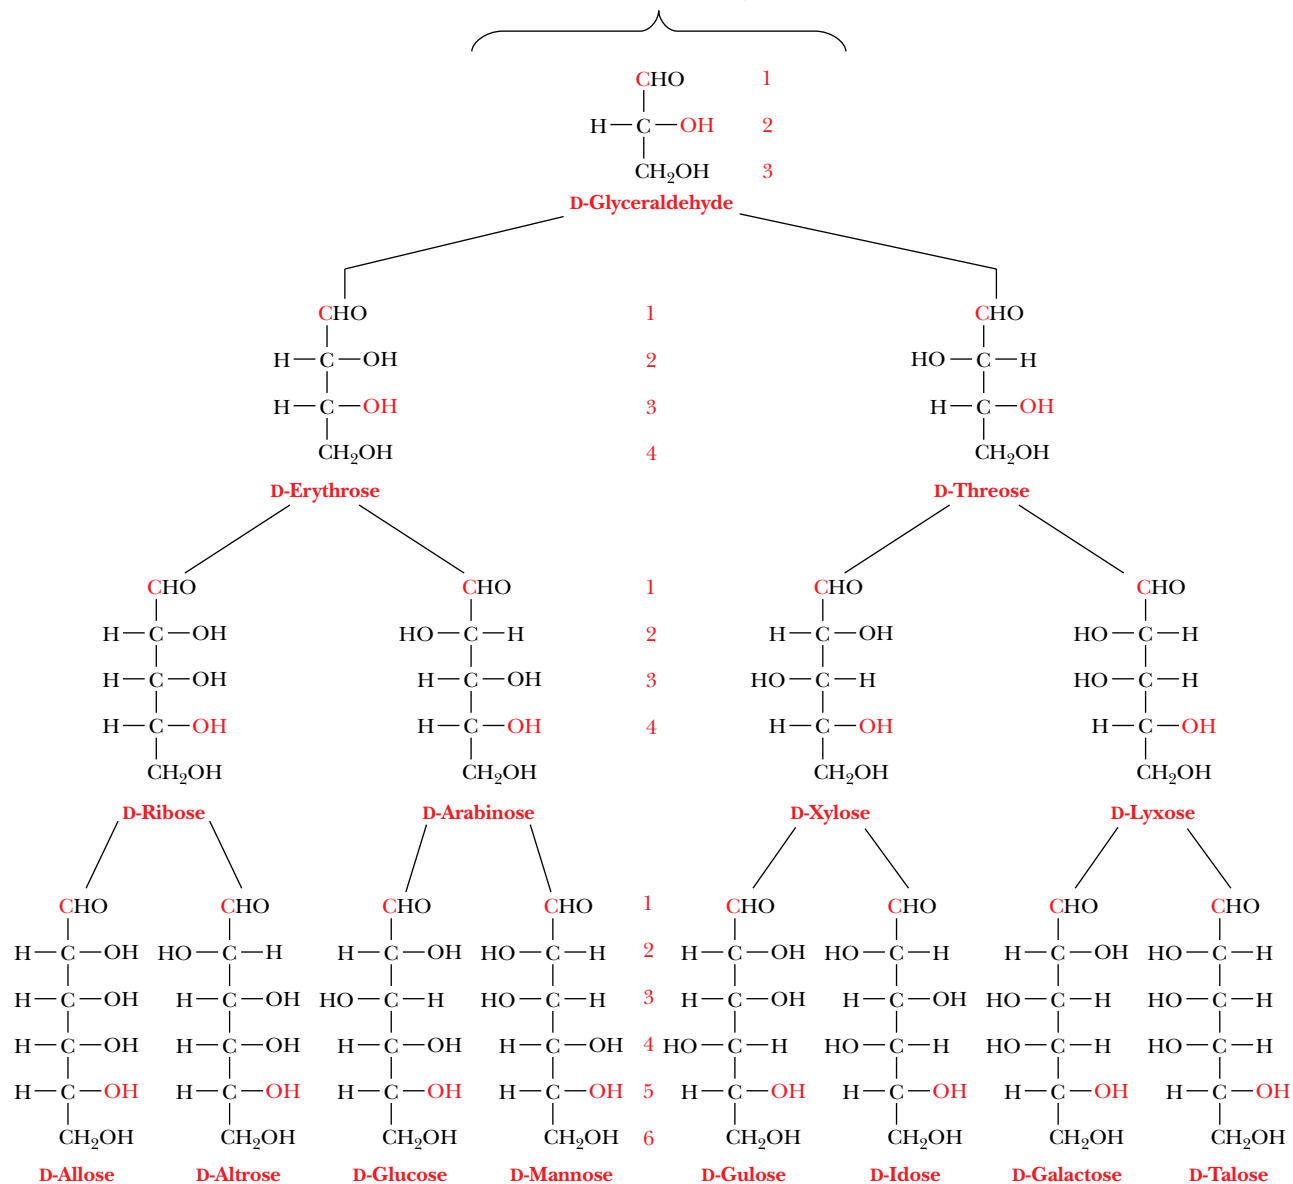 CHO 1
H C OH 2
CH2OH 3
D-Glyceraldehyde
CHO 1 CHO
H C OH 2 HO C H
H C OH 3 H C OH
CH2OH 4 CH2OH
D-Erythrose D-Threose
CHO CHO 1 CHO CHO
H C OH HO C H 2 H C OH HO C H
H C OH H C OH 3 HO C H HO C H
H C OH H C OH 4 H C OH H C OH
CH2OH CH2OH CH2OH CH2OH
D-Ribose D-Arabinose D-Xylose D-Lyxose
CHO CHO CHO CHO 1 CHO CHO CHO CHO
H C OH HO C H H C OH HO C H 2 H C OH HO C H H C OH HO C H
H C OH H C OH HO C H HO C H 3 H C OH H C OH HO C H HO C H
H C OH H C OH H C OH H C OH 4 HO C H HO C H HO C H HO C H
H C OH H C OH H C OH H C OH 5 H C OH H C OH H C OH H C OH
CH2OH CH2OH CH2OH CH2OH 6 CH2OH CH2OH CH2OH CH2OH
D-Allose D-Altrose D-Glucose D-Mannose D-Gulose D-Idose D-Galactose D-Talose